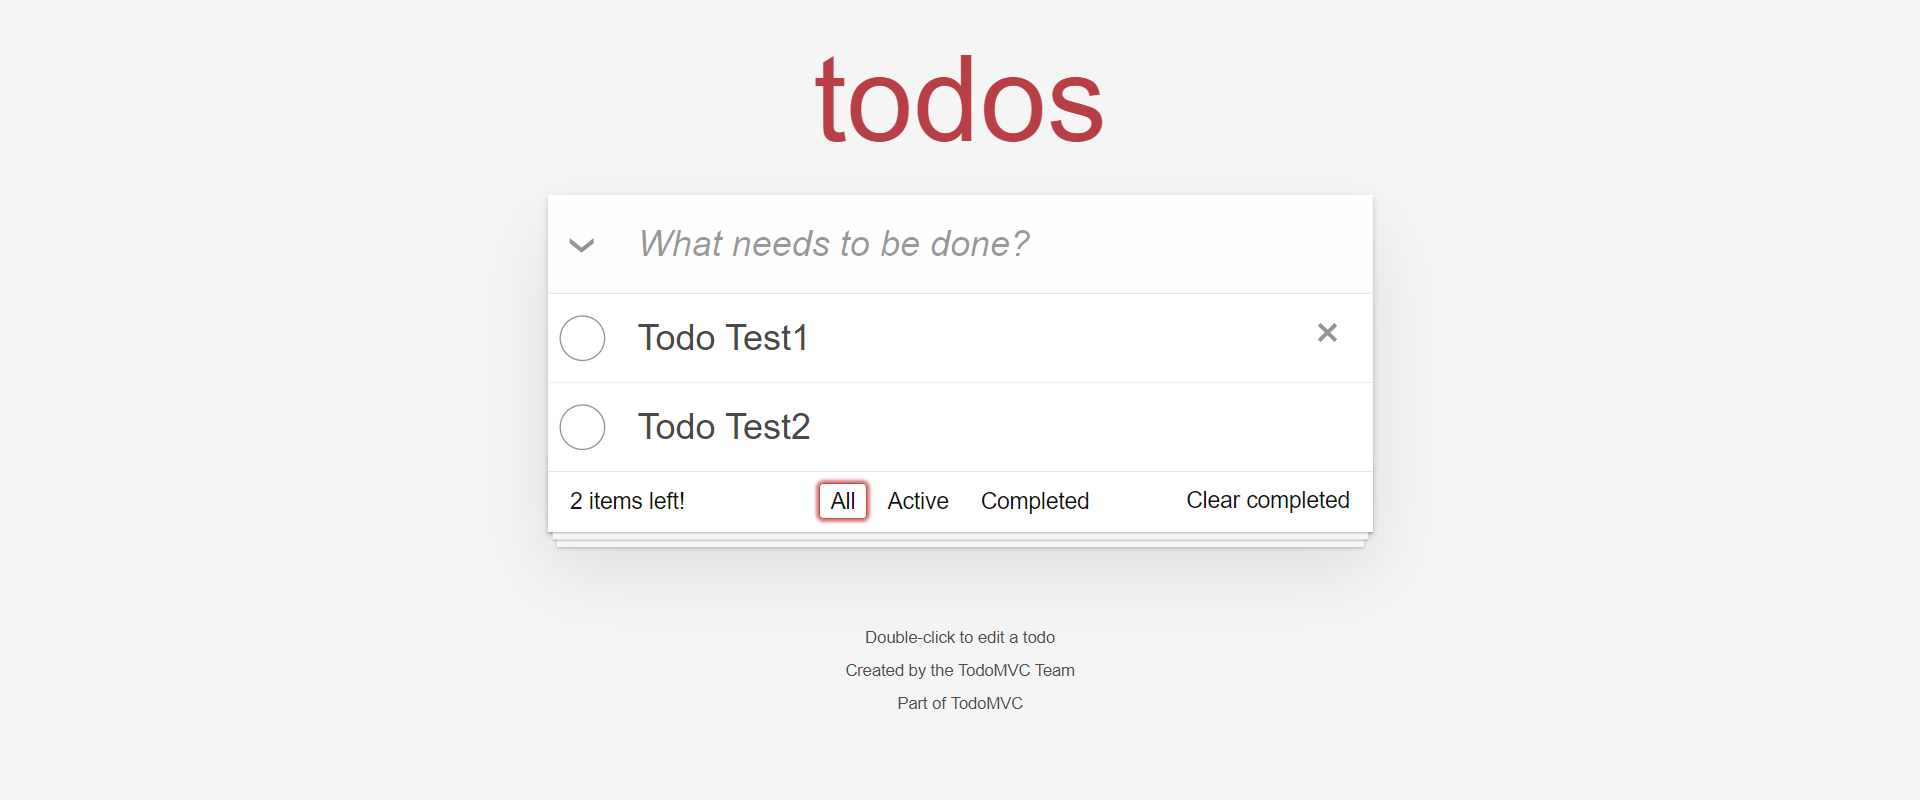 todos
What needs to be done?
Todo Test1
Todo Test2
2 items left! All Active Completed Clear completed
Double-click to edit a todo
Created by the TodoMVC Team
Part of TodoMVC